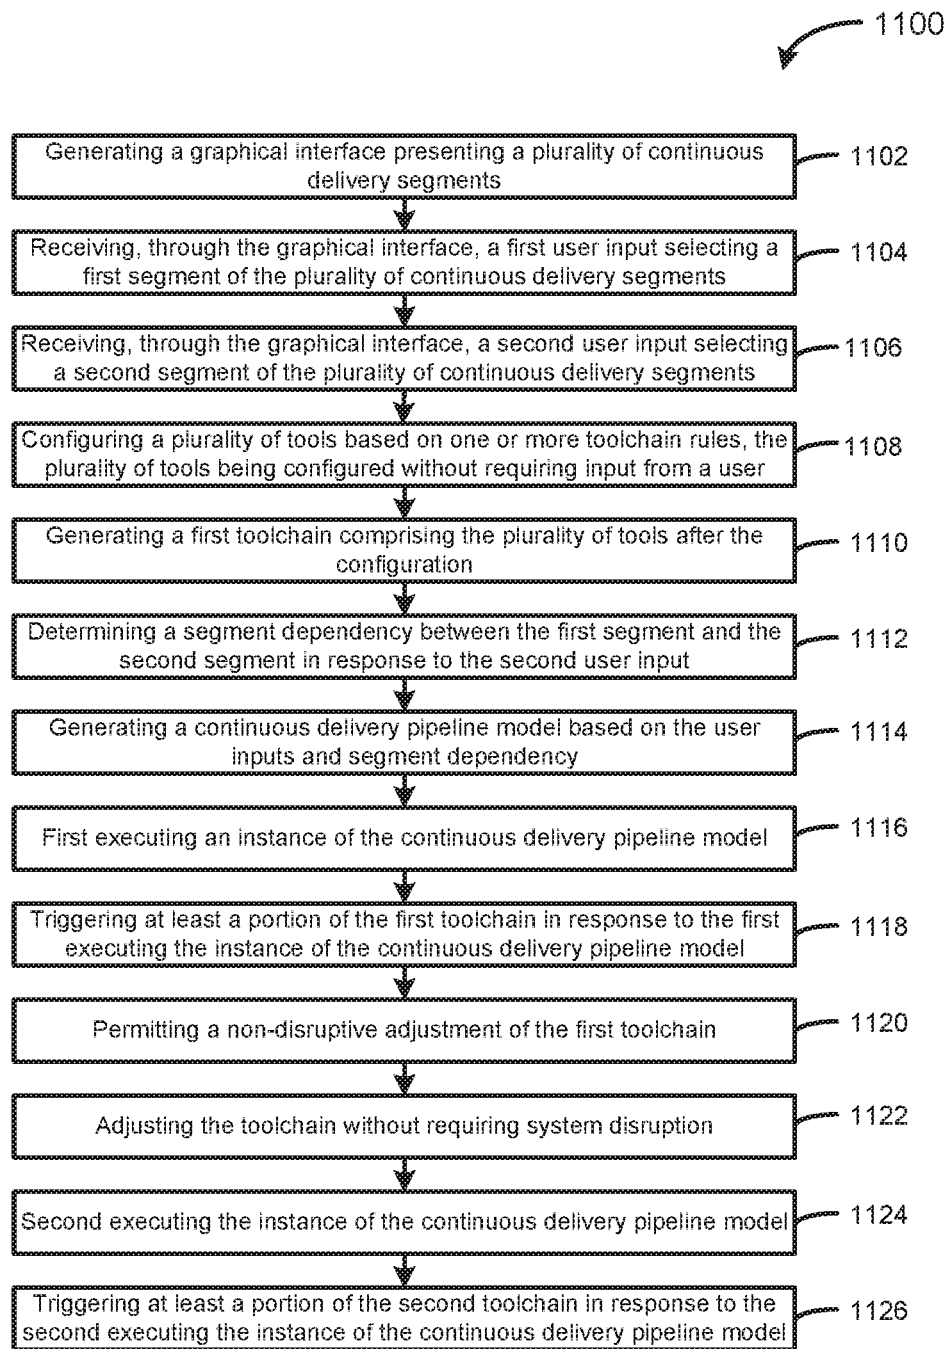 1100
Generating a graphical interface presenting a plurality of continuous
delivery segments
1102
Receiving, through the graphical interface, a first user input selecting a
first segment of the plurality of continuous delivery segments
1104
Receiving, through the graphical interface, a second user input selecting
a second segment of the plurality of continuous delivery segments
1106
Configuring a plurality of tools based on one or more toolchain rules, the
plurality of tools being configured without requiring input from a user
1108
Generating a first toolchain comprising the plurality of tools after the
configuration
1110
Determining a segment dependency between the first segment and the
second segment in response to the second user input
1112
Generating a continuous delivery pipeline model based on the user
inputs and segment dependency
1114
First executing an instance of the continuous delivery pipeline model
1116
Triggering at least a portion of the first toolchain in response to the first
executing the instance of the continuous delivery pipeline model
1118
Permitting a non-disruptive adjustment of the first toolchain
1120
Adjusting the toolchain without requiring system disruption
1122
Second executing the instance of the continuous delivery pipeline model
1124
Triggering at least a portion of the second toolchain in response to the
second executing the instance of the continuous delivery pipeline model
1126